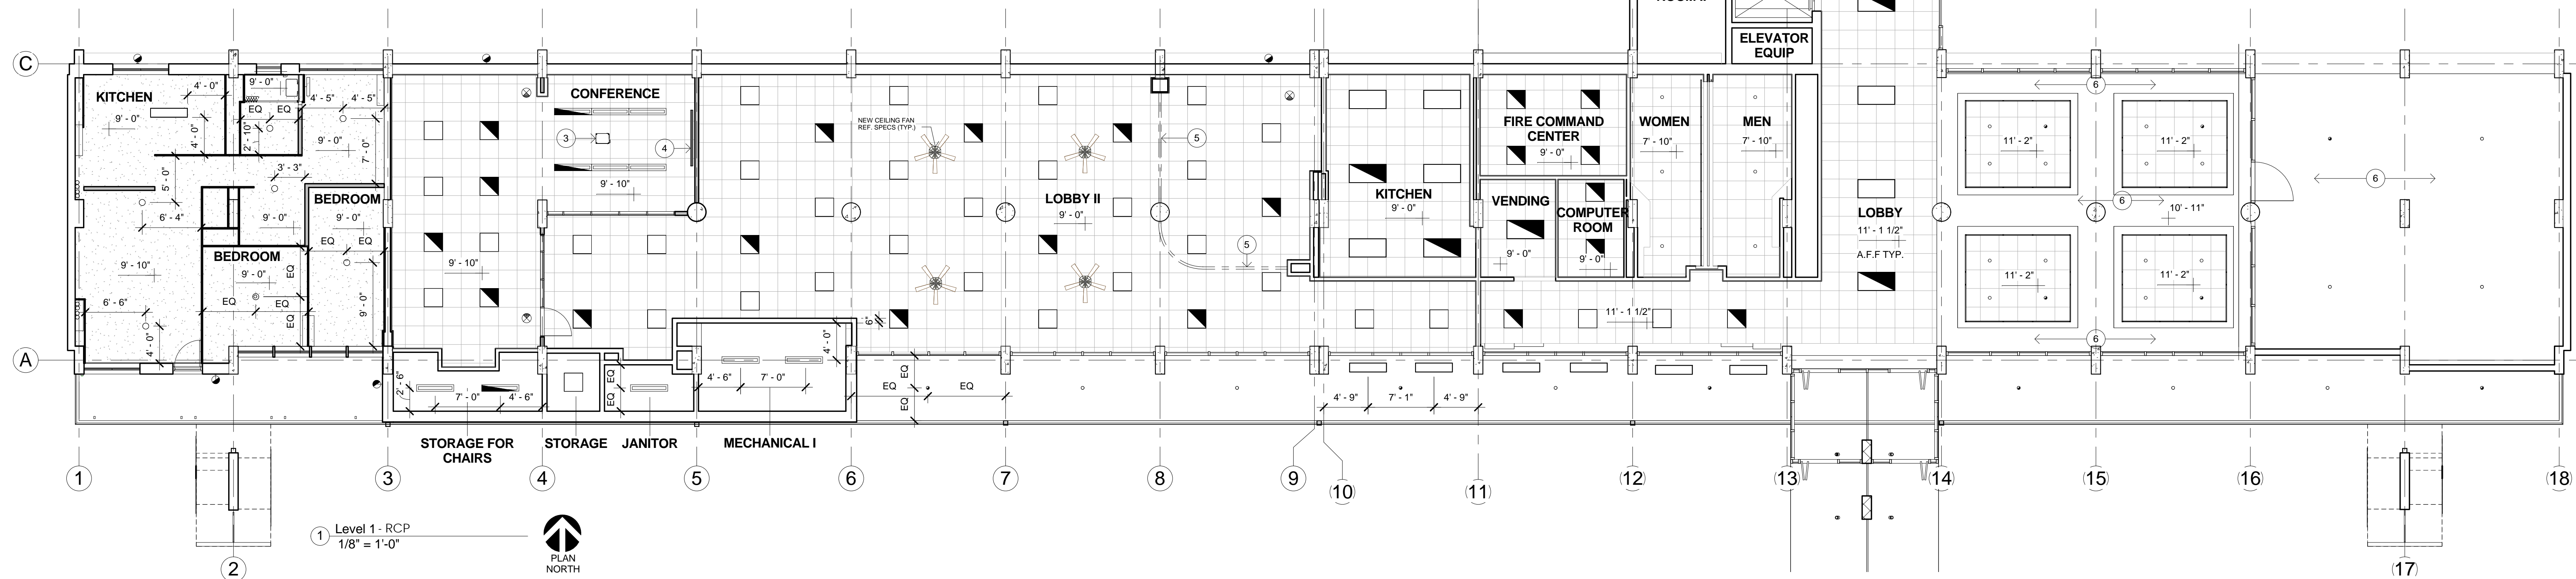 ELEVATOR
EQUIP
C
KITCHEN
9' - 0"
4' - 0"
4' - 0"
9' - 0"
EQ
EQ
2' - 10"
4' - 5"
4' - 5"
9' - 0"
7' - 0"
3' - 3"
5' - 0"
6' - 4"
9' - 0"
BEDROOM
9' - 0"
EQ
EQ
9' - 0"
BEDROOM
9' - 0"
EQ
EQ
EQ
EQ
9' - 10"
6' - 6"
4' - 0"
9' - 10"
CONFERENCE
3
4
9' - 10"
NEW CEILING FAN
REF. SPECS (TYP.)
LOBBY II
9' - 0"
5
5
6"
KITCHEN
9' - 0"
FIRE COMMAND
CENTER
9' - 0"
VENDING
9' - 0"
COMPUTER
ROOM
9' - 0"
WOMEN
7' - 10"
MEN
7' - 10"
11' - 1 1/2"
LOBBY
11' - 1 1/2"
A.F.F TYP.
6
11' - 2"
11' - 2"
6
10' - 11"
11' - 2"
11' - 2"
6
6
A
2' - 6"
7' - 0"
4' - 6"
EQ
EQ
4' - 6"
7' - 0"
4' - 0"
EQ
EQ
EQ
EQ
4' - 9"
7' - 1"
4' - 9"
STORAGE FOR
CHAIRS
STORAGE
JANITOR
MECHANICAL I
1
3
4
5
6
7
8
9
10
11
12
13
14
15
16
18
2
17
1
Level 1 - RCP
1/8" = 1'-0"
PLAN
NORTH